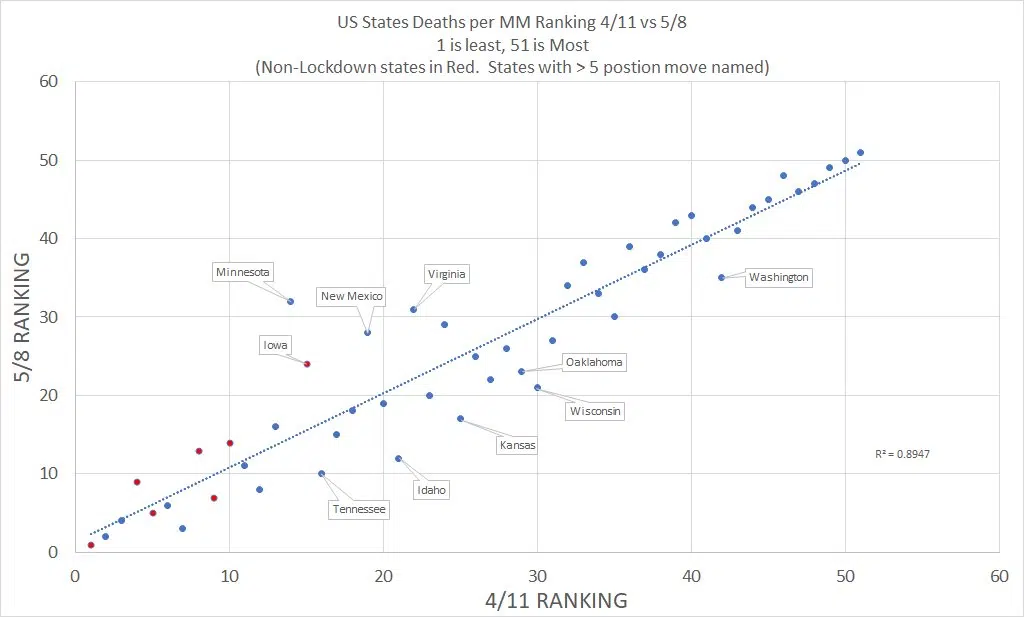 US States Deaths per MM Ranking 4/11 vs 5/8
1 is least, 51 is Most
(Non-Lockdown states in Red.  States with > 5 postion move named)
60
50
40
30
20
10
0
5/8 RANKING
Minnesota
New Mexico
Virginia
Washington
Iowa
Oaklahoma
Wisconsin
Kansas
Idaho
Tennessee
R² = 0.8947
0 10 20 30 40 50 60
4/11 RANKING